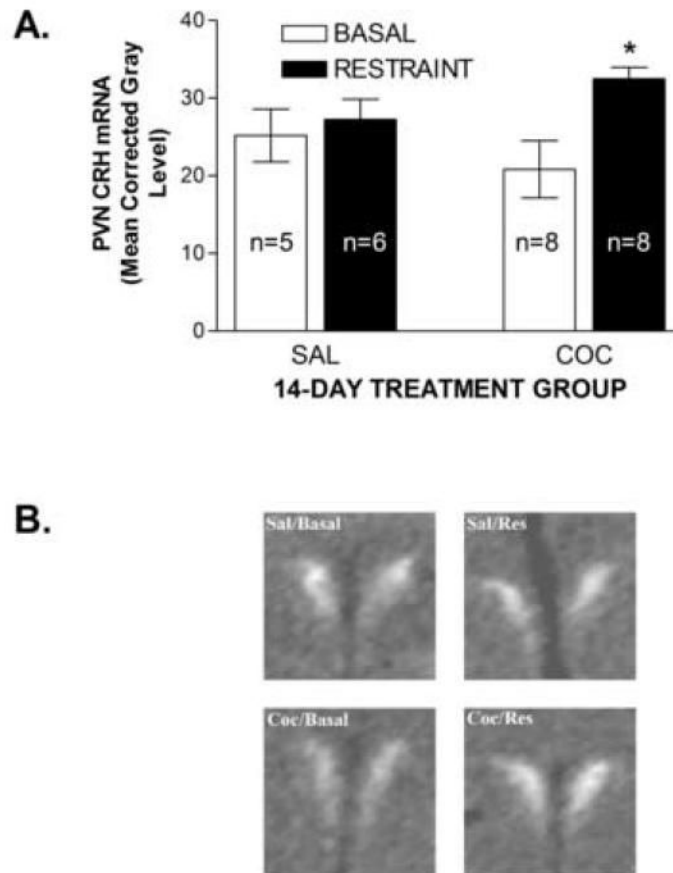 A.
PVN CRH mRNA
(Mean Corrected Gray
Level)
40
30
20
10
0
BASAL
RESTRAINT
*
n=5
n=6
n=8
n=8
SAL
COC
14-DAY TREATMENT GROUP
B.
Sal/Basal
Sal/Res
Coc/Basal
Coc/Res